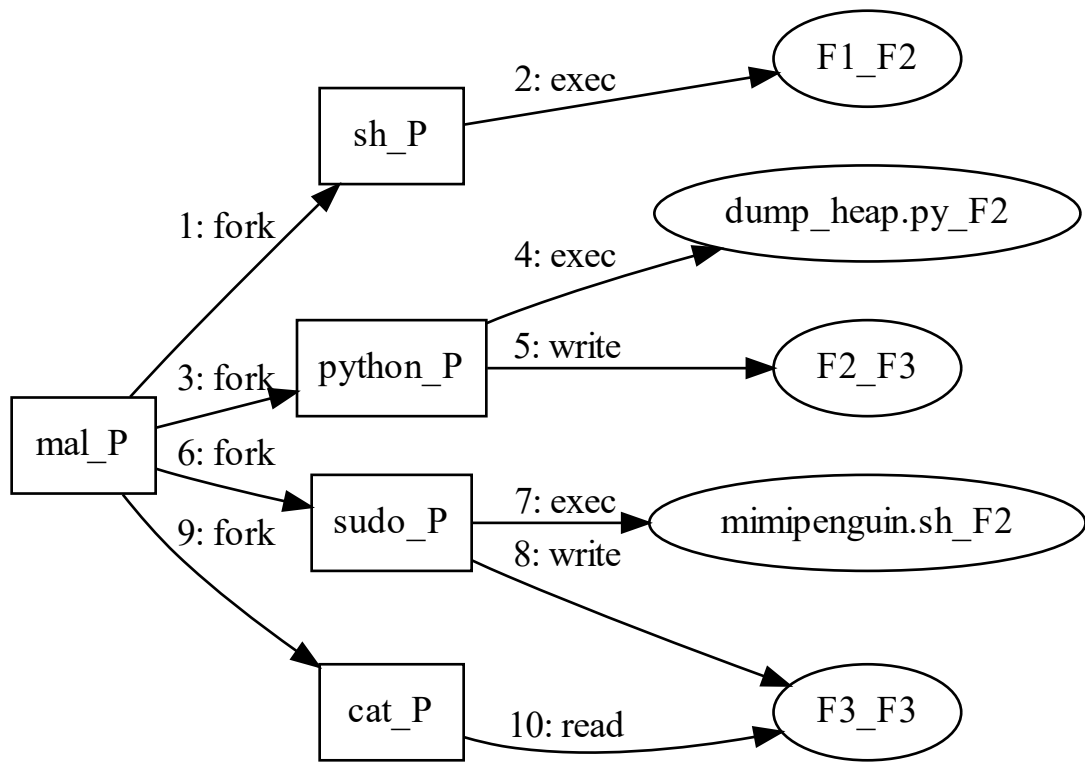 2: exec
F1_F2
sh_P
1: fork
dump_heap.py_F2
4: exec
python_P
5: write
F2_F3
3: fork
mal_P
6: fork
sudo_P
7: exec
mimipenguin.sh_F2
8: write
9: fork
cat_P
10: read
F3_F3